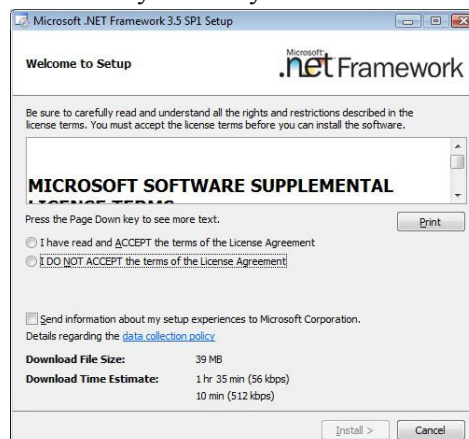 Microsoft .NET Framework 3.5 SP1 Setup
Welcome to Setup
Microsoft
.net Framework
Be sure to carefully read and understand all the rights and restrictions described in the
license terms. You must accept the license terms before you can install the software.
MICROSOFT SOFTWARE SUPPLEMENTAL
LICENSE TERMS
Press the Page Down key to see more text.
Print
I have read and ACCEPT the terms of the License Agreement
I DO NOT ACCEPT the terms of the License Agreement
Send information about my setup experiences to Microsoft Corporation.
Details regarding the data collection policy
Download File Size: 39 MB
Download Time Estimate: 1 hr 35 min (56 kbps)
10 min (512 kbps)
Install >
Cancel